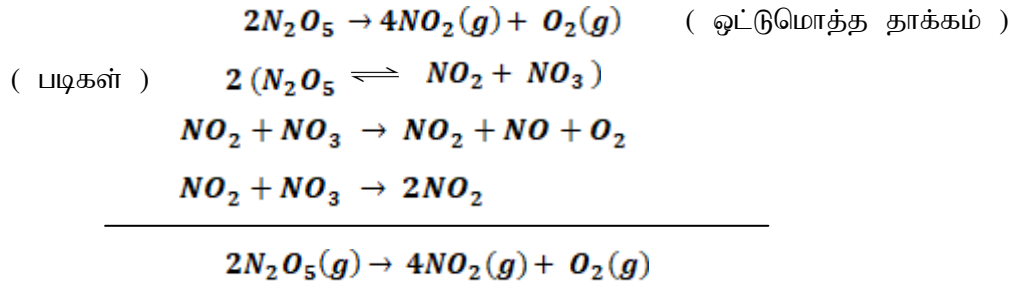 2N₂O₅ → 4NO₂(g) + O₂(g) ( ஒட்டுமொத்த தாக்கம் )
( படிகள் ) 2 (N₂O₅ ⇌ NO₂ + NO₃ )
NO₂ + NO₃ → NO₂ + NO + O₂
NO₂ + NO₃ → 2NO₂
2N₂O₅(g) → 4NO₂(g) + O₂(g)